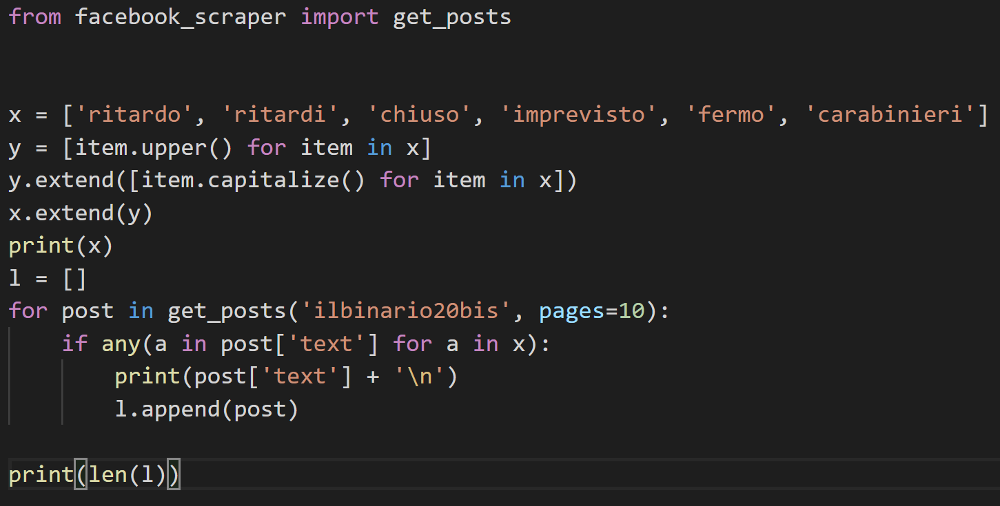 from facebook_scraper import get_posts
x = ['ritardo', 'ritardi', 'chiuso', 'imprevisto', 'fermo', 'carabinieri']
y = [item.upper() for item in x]
y.extend([item.capitalize() for item in x])
x.extend(y)
print(x)
l = []
for post in get_posts('ilbinario20bis', pages=10):
    if any(a in post['text'] for a in x):
        print(post['text'] + '\n')
        l.append(post)
print(len(l))